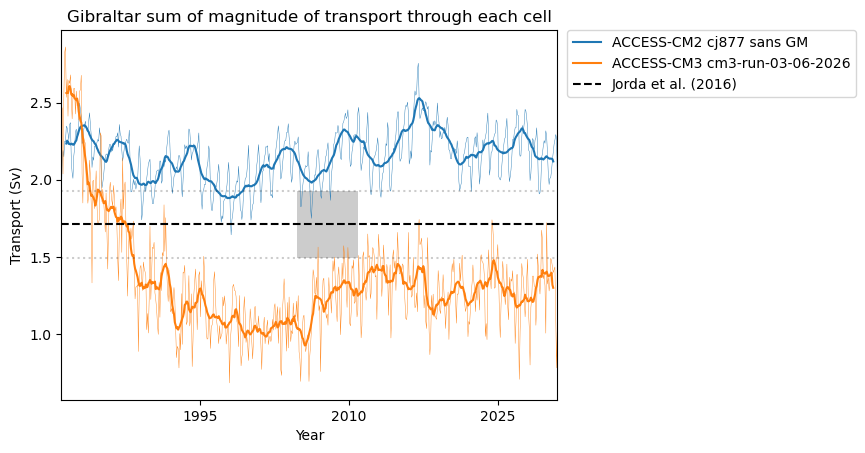 Gibraltar sum of magnitude of transport through each cell
ACCESS-CM2 cj877 sans GM
ACCESS-CM3 cm3-run-03-06-2026
Jorda et al. (2016)
Transport (Sv)
2.5
2.0
1.5
1.0
1995
2010
2025
Year